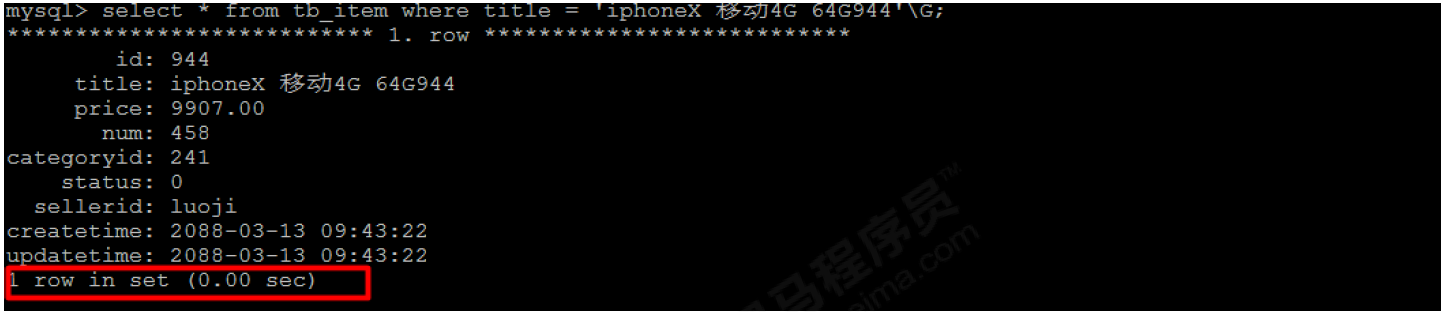 mysql> select * from tb_item where title = 'iphoneX 移动4G 64G944'\G;
*************************** 1. row ***************************
id: 944
title: iphoneX 移动4G 64G944
price: 9907.00
num: 458
categoryid: 241
status: 0
sellerid: luoji
createtime: 2088-03-13 09:43:22
updatetime: 2088-03-13 09:43:22
1 row in set (0.00 sec)
马程序员™
eima.com